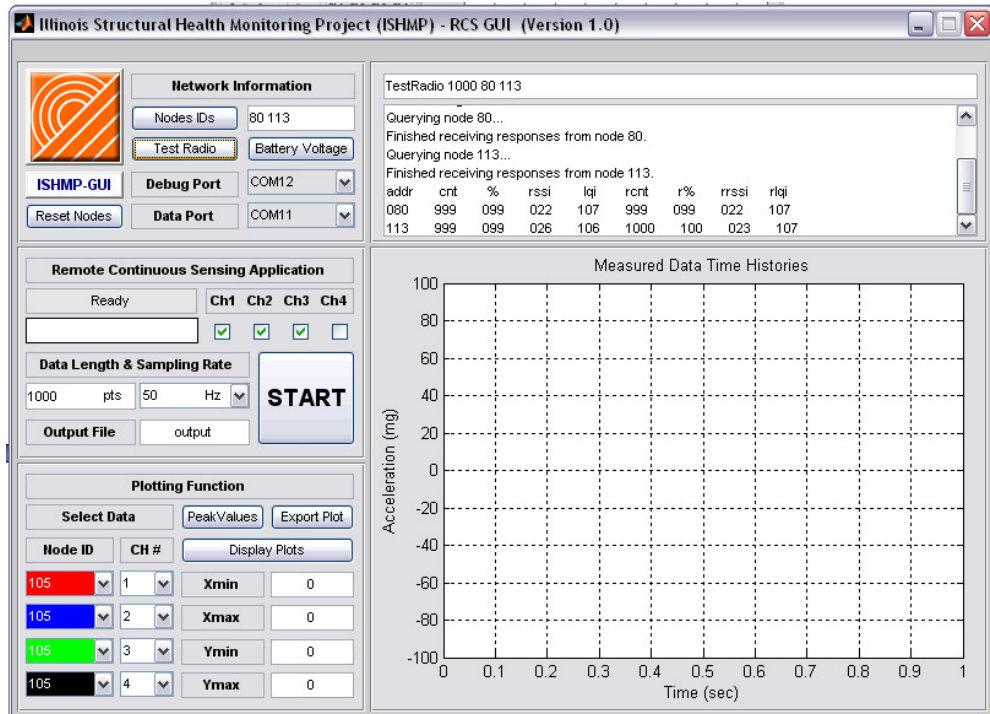 Illinois Structural Health Monitoring Project (ISHMP) - RCS GUI (Version 1.0)
Network Information
Nodes IDs 80 113
Test Radio Battery Voltage
ISHMP-GUI Debug Port COM12
Reset Nodes Data Port COM11
TestRadio 1000 80 113
Querying node 80...
Finished receiving responses from node 80.
Querying node 113...
Finished receiving responses from node 113.
addr cnt % rssi lqi rcnt r% rrssi rlqi
080 999 099 022 107 999 099 022 107
113 999 099 026 106 1000 100 023 107
Remote Continuous Sensing Application
Ready Ch1 Ch2 Ch3 Ch4
Data Length & Sampling Rate
1000 pts 50 Hz
START
Output File output
Plotting Function
Select Data PeakValues Export Plot
Node ID CH # Display Plots
105 1 Xmin 0
105 2 Xmax 0
105 3 Ymin 0
105 4 Ymax 0
Measured Data Time Histories
100
80
60
40
20
0
-20
-40
-60
-80
-100
Acceleration (mg)
0 0.1 0.2 0.3 0.4 0.5 0.6 0.7 0.8 0.9 1
Time (sec)